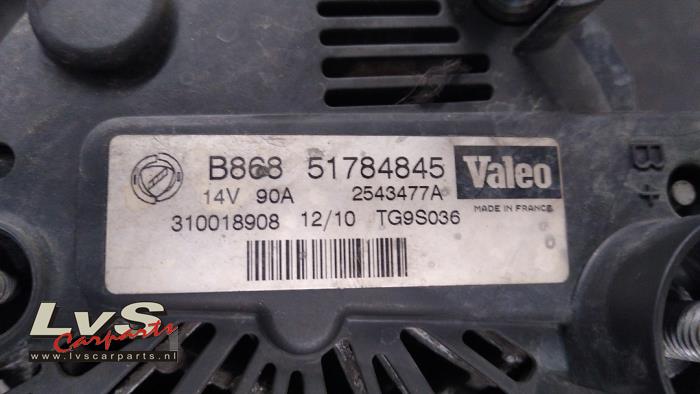 B868 51784845 Valeo
14V 90A 2543477A MADE IN FRANCE
310018908 12/10 TG9S036
B+
LvS
Carparts
www.lvscarparts.nl